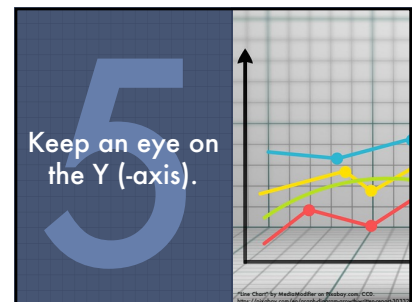 5
Keep an eye on
the Y (-axis).
"Line Chart" by MediaModifier on Pixabay.com, CC0.